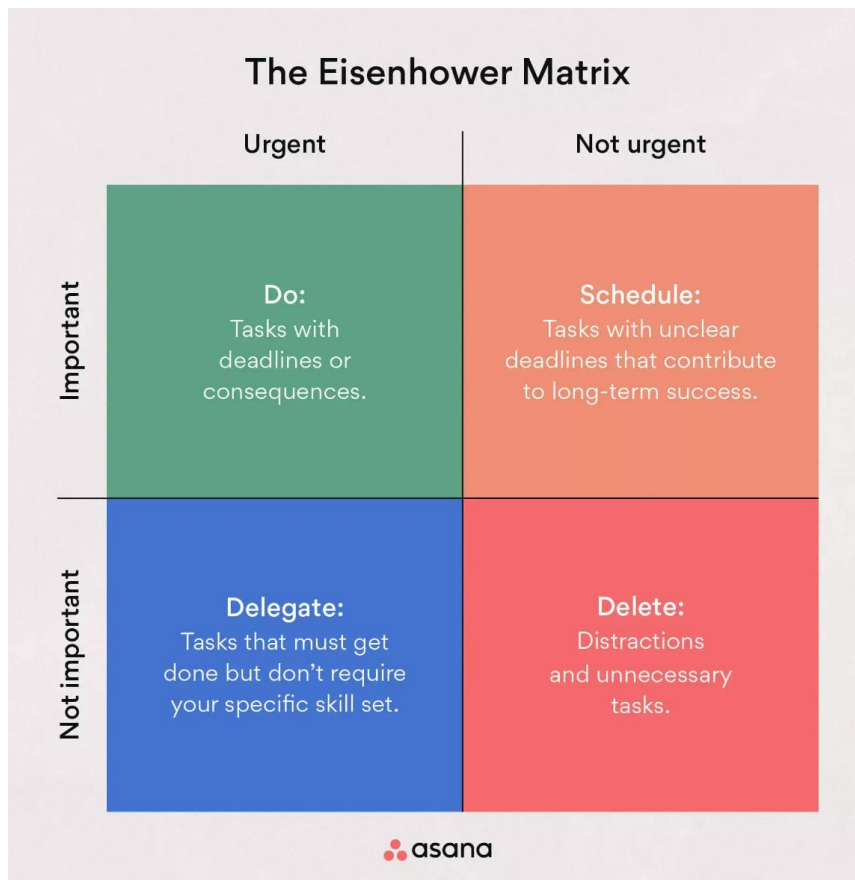 The Eisenhower Matrix
Urgent
Not urgent
Important
Do:
Tasks with
deadlines or
consequences.
Schedule:
Tasks with unclear
deadlines that contribute
to long-term success.
Not important
Delegate:
Tasks that must get
done but don’t require
your specific skill set.
Delete:
Distractions
and unnecessary
tasks.
asana